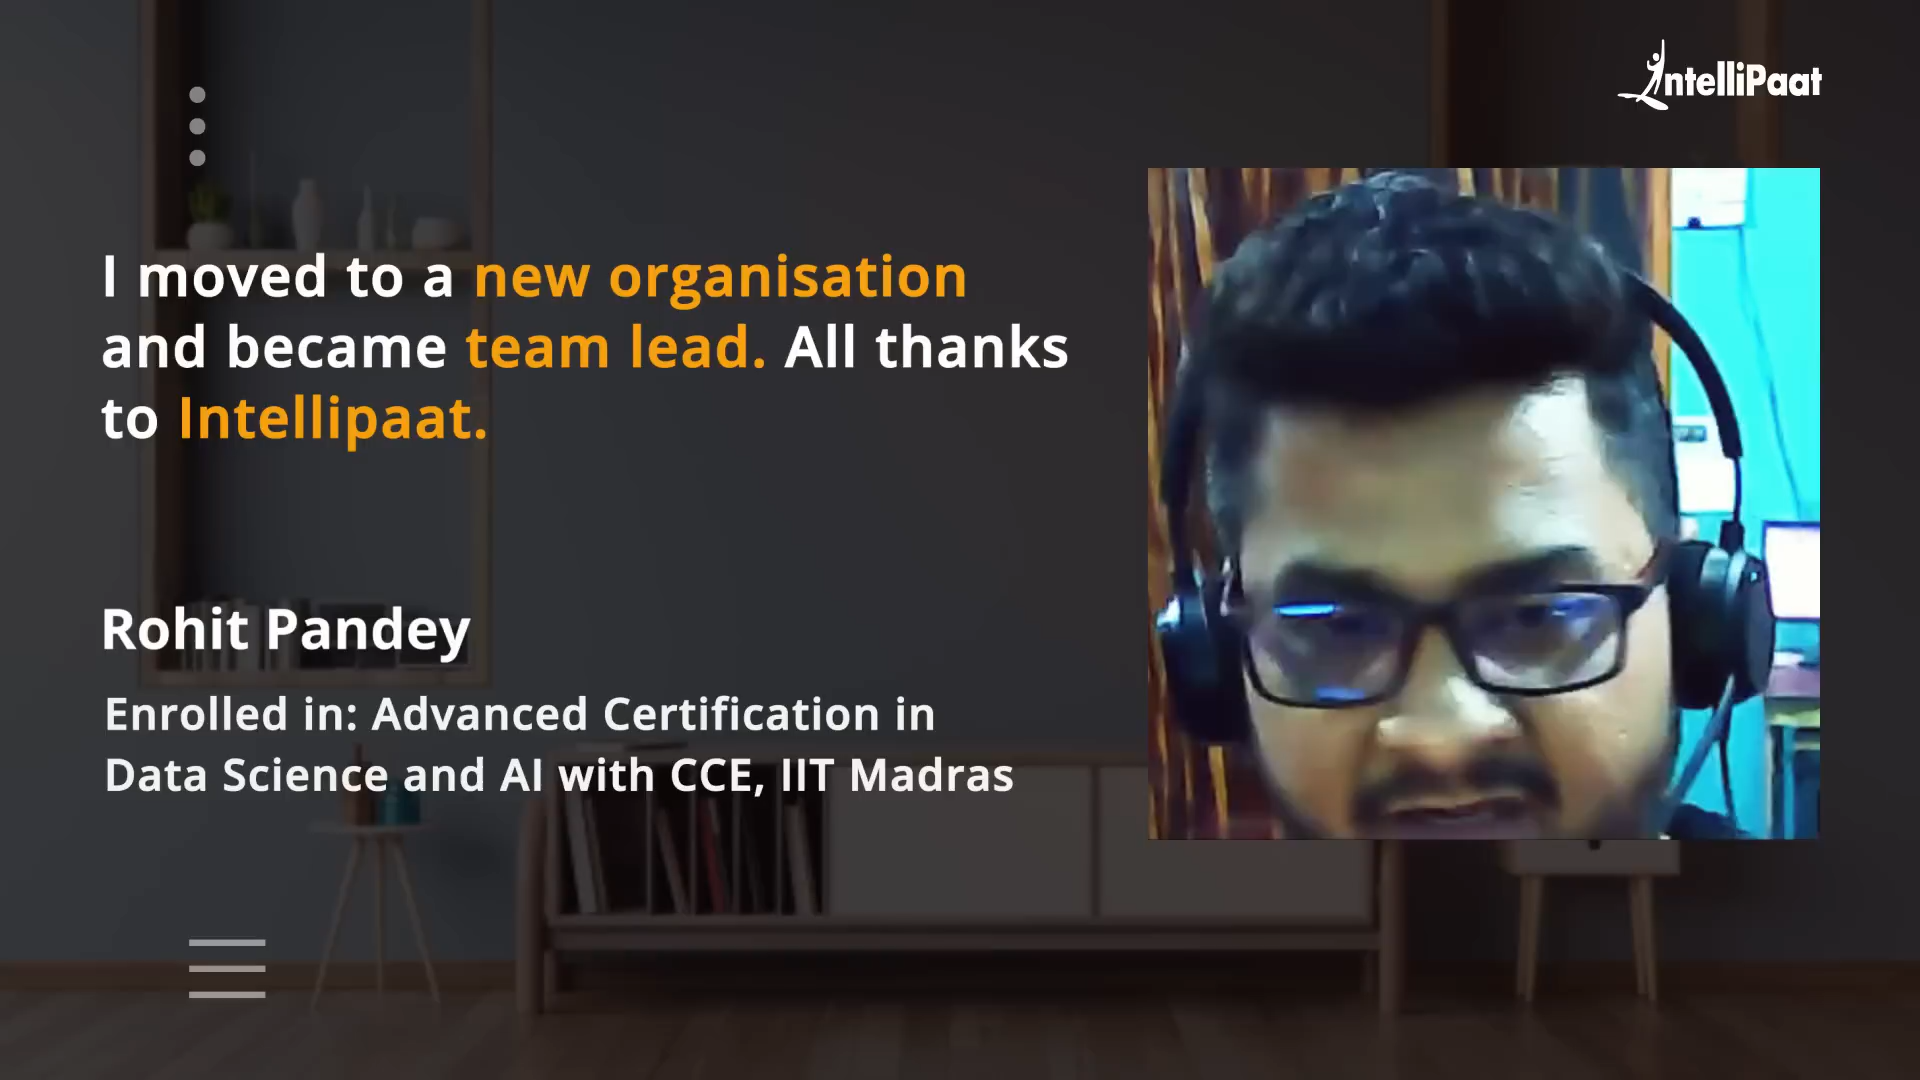 IntelliPaat
I moved to a new organisation
and became team lead. All thanks
to Intellipaat.
Rohit Pandey
Enrolled in: Advanced Certification in
Data Science and AI with CCE, IIT Madras